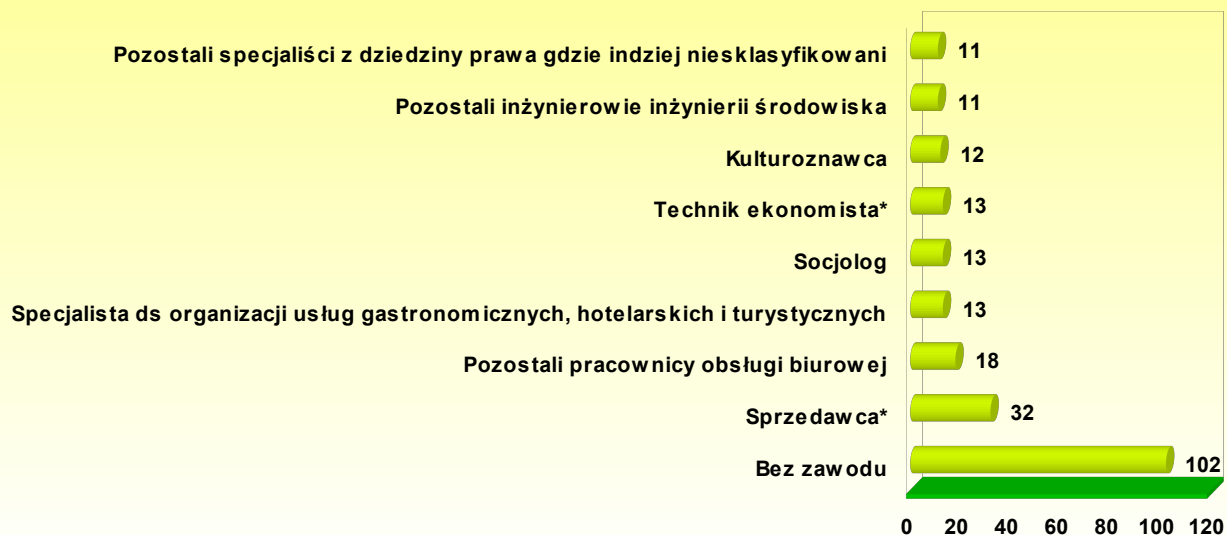 Pozostali specjaliści z dziedziny prawa gdzie indziej niesklasyfikowani 11
Pozostali inżynierowie inżynierii środowiska 11
Kulturoznawca 12
Technik ekonomista* 13
Socjolog 13
Specjalista ds organizacji usług gastronomicznych, hotelarskich i turystycznych 13
Pozostali pracownicy obsługi biurowej 18
Sprzedawca* 32
Bez zawodu 102
0 20 40 60 80 100 120